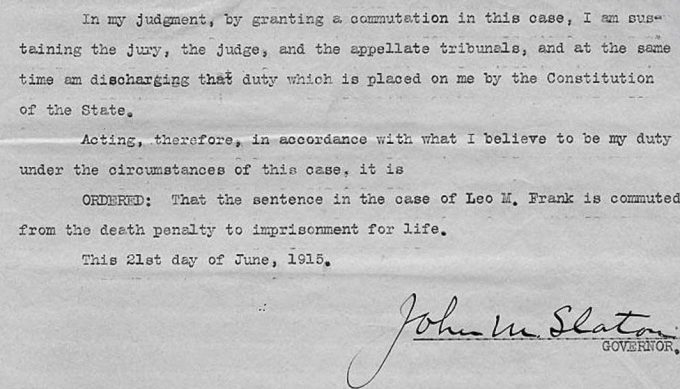 In my judgment, by granting a commutation in this case, I am sus-
taining the jury, the judge, and the appellate tribunals, and at the same
time am discharging that duty which is placed on me by the Constitution
of the State.
Acting, therefore, in accordance with what I believe to be my duty
under the circumstances of this case, it is
ORDERED: That the sentence in the case of Leo M. Frank is commuted
from the death penalty to imprisonment for life.
This 21st day of June, 1915.
John M. Slaton
GOVERNOR.